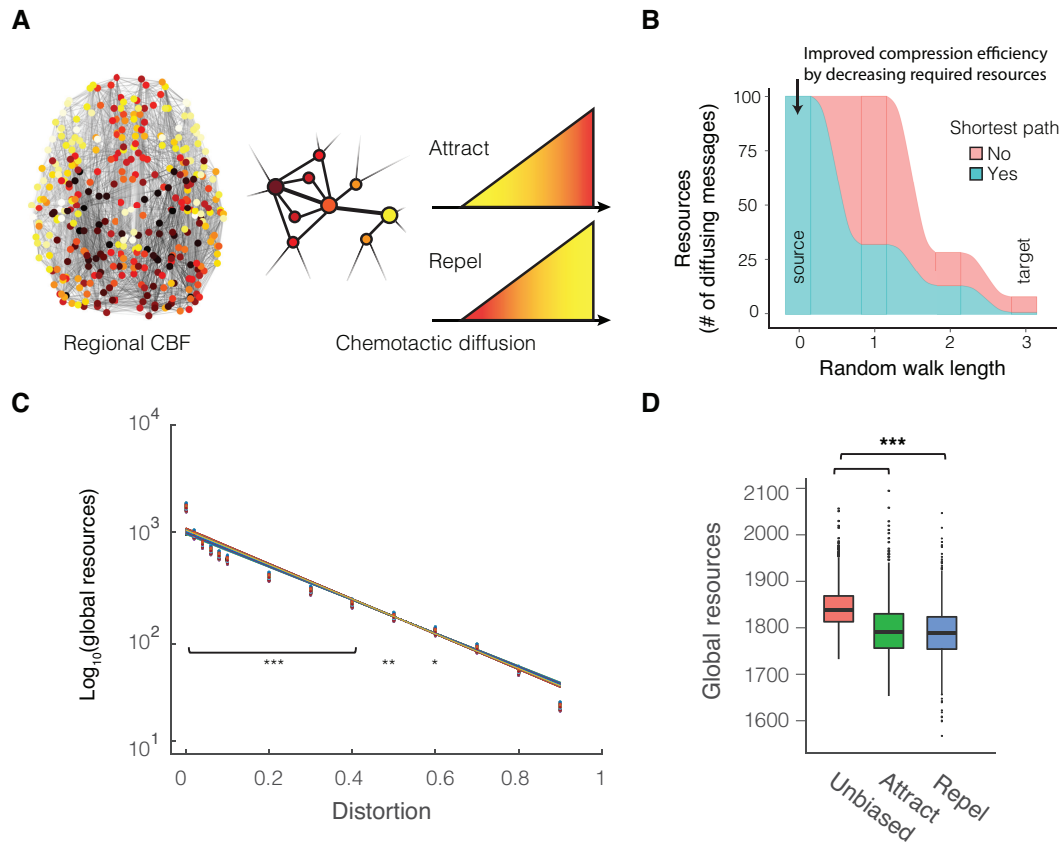 A
Regional CBF
Attract
Repel
Chemotactic diffusion
B
Improved compression efficiency
by decreasing required resources
Resources
(# of diffusing messages)
100
75
50
25
0
source
target
Shortest path
No
Yes
0 1 2 3
Random walk length
C
Log10(global resources)
10^4
10^3
10^2
10^1
***
**
*
0 0.2 0.4 0.6 0.8 1
Distortion
D
***
Global resources
2100
2000
1900
1800
1700
1600
Unbiased
Attract
Repel